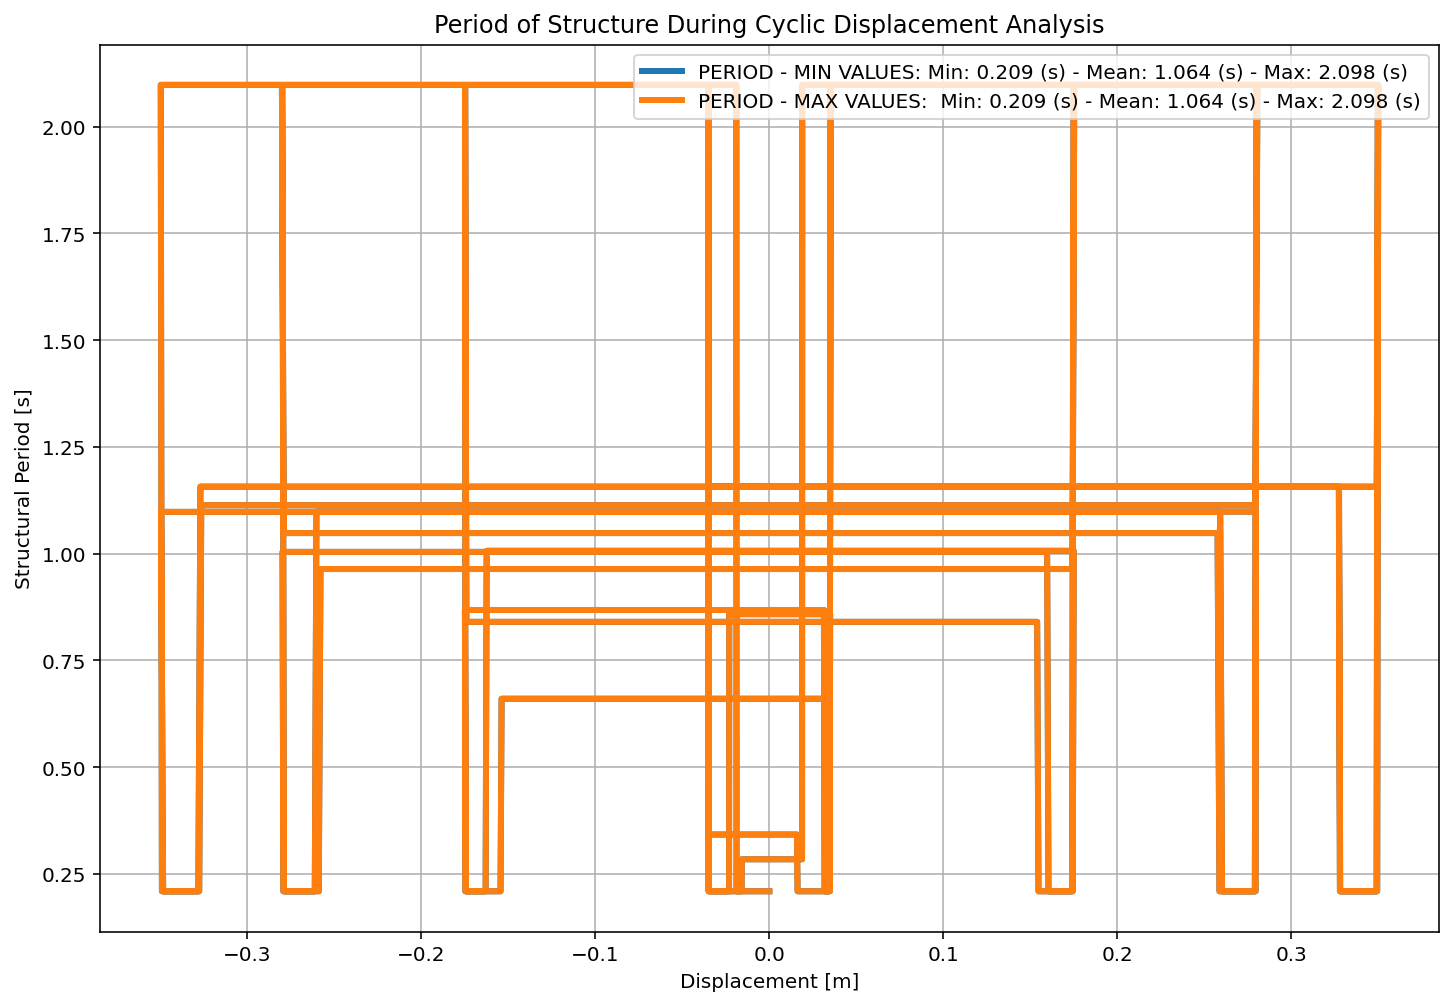 Period of Structure During Cyclic Displacement Analysis
PERIOD - MIN VALUES: Min: 0.209 (s) - Mean: 1.064 (s) - Max: 2.098 (s)
PERIOD - MAX VALUES:  Min: 0.209 (s) - Mean: 1.064 (s) - Max: 2.098 (s)
Structural Period [s]
2.00
1.75
1.50
1.25
1.00
0.75
0.50
0.25
−0.3 −0.2 −0.1 0.0 0.1 0.2 0.3
Displacement [m]